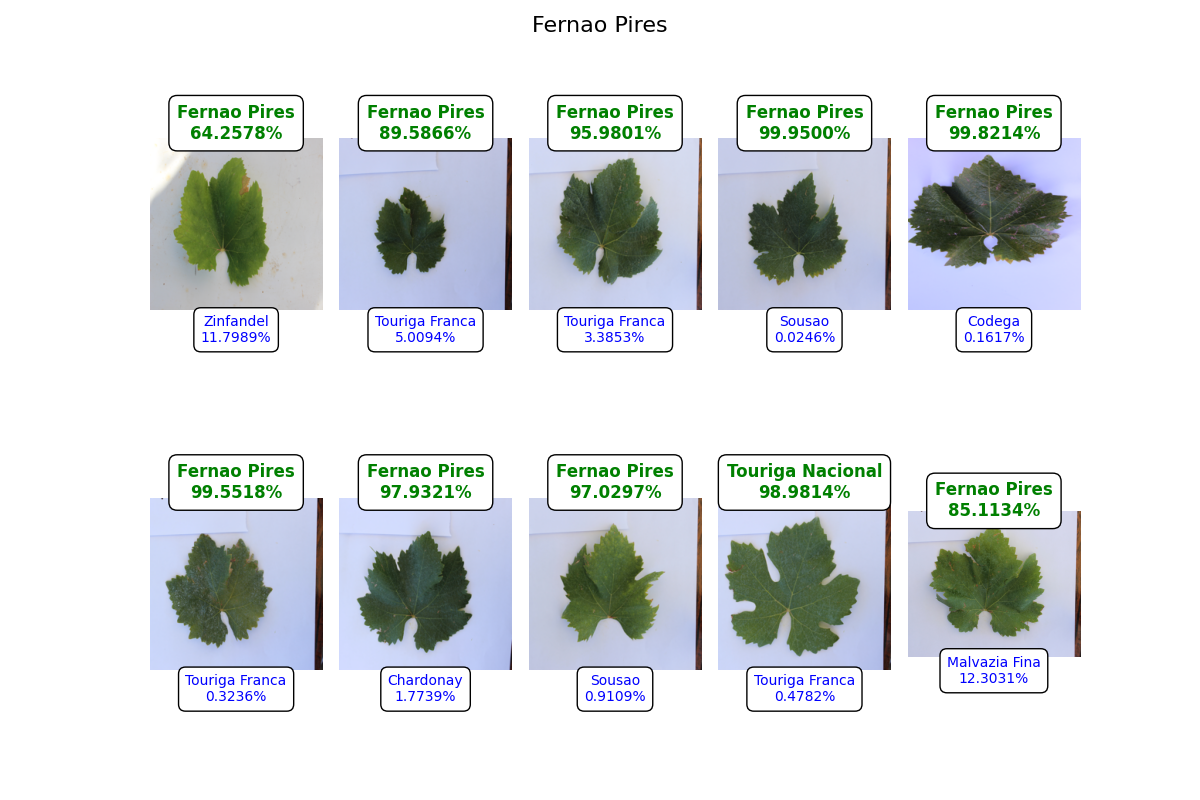 Fernao Pires
Fernao Pires
64.2578%
Fernao Pires
89.5866%
Fernao Pires
95.9801%
Fernao Pires
99.9500%
Fernao Pires
99.8214%
Zinfandel
11.7989%
Touriga Franca
5.0094%
Touriga Franca
3.3853%
Sousao
0.0246%
Codega
0.1617%
Fernao Pires
99.5518%
Fernao Pires
97.9321%
Fernao Pires
97.0297%
Touriga Nacional
98.9814%
Fernao Pires
85.1134%
Touriga Franca
0.3236%
Chardonay
1.7739%
Sousao
0.9109%
Touriga Franca
0.4782%
Malvazia Fina
12.3031%